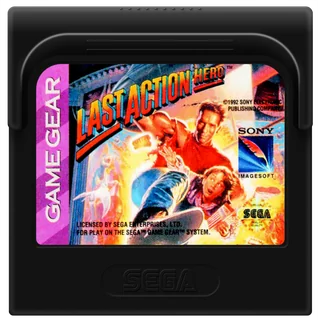 GAME GEAR
LAST ACTION HERO
©1992 SONY ELECTRONIC
PUBLISHING COMPANY
SONY
IMAGESOFT
SEGA
LICENSED BY SEGA ENTERPRISES, LTD.
FOR PLAY ON THE SEGA™ GAME GEAR™ SYSTEM.
SEGA